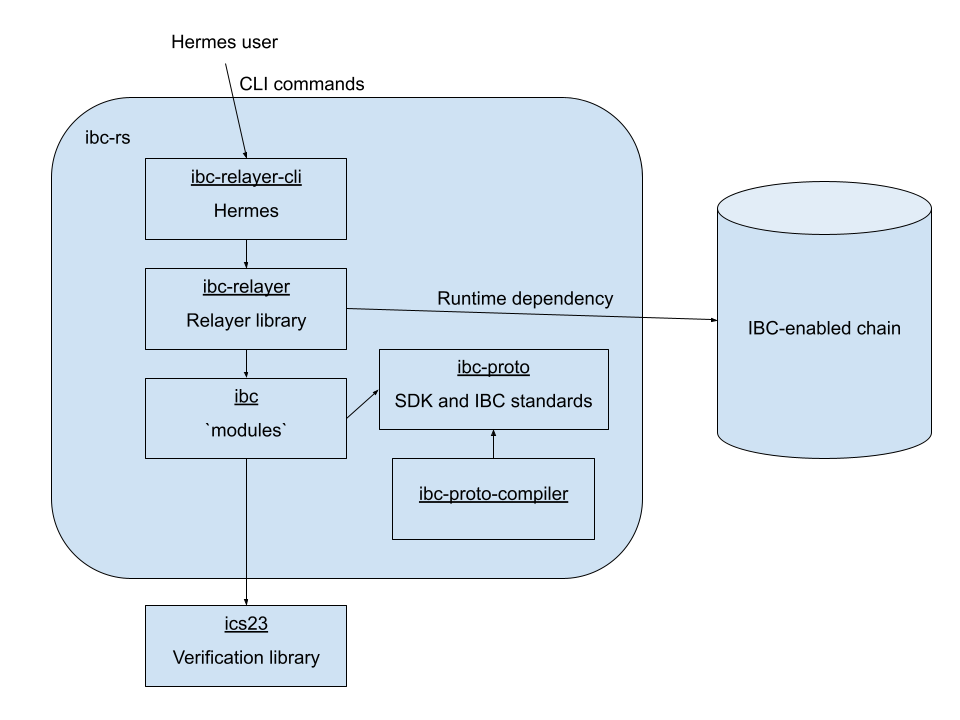 Hermes user
CLI commands
ibc-rs
ibc-relayer-cli
Hermes
ibc-relayer
Relayer library
Runtime dependency
IBC-enabled chain
ibc
`modules`
ibc-proto
SDK and IBC standards
ibc-proto-compiler
ics23
Verification library